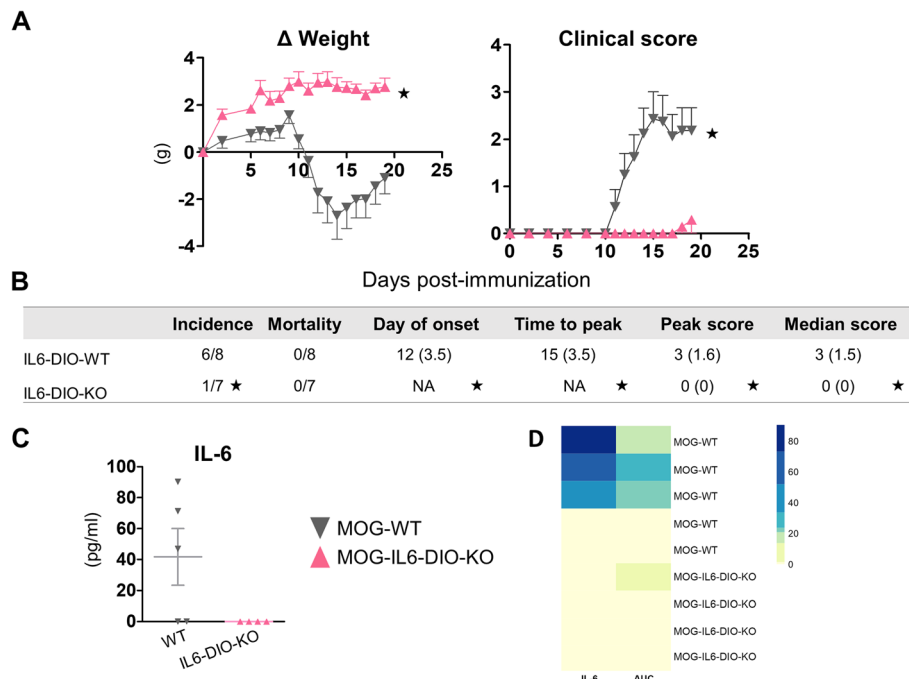 A
Δ Weight
Clinical score
4
2
0
-2
-4
(g)
5 10 15 20 25
4
3
2
1
0
0 5 10 15 20 25
Days post-immunization
B
Incidence Mortality Day of onset Time to peak Peak score Median score
IL6-DIO-WT 6/8 0/8 12 (3.5) 15 (3.5) 3 (1.6) 3 (1.5)
IL6-DIO-KO 1/7 ★ 0/7 NA ★ NA ★ 0 (0) ★ 0 (0) ★
C
IL-6
100
80
60
40
20
0
(pg/ml)
WT
IL6-DIO-KO
MOG-WT
MOG-IL6-DIO-KO
D
MOG-WT
MOG-WT
MOG-WT
MOG-WT
MOG-WT
MOG-IL6-DIO-KO
MOG-IL6-DIO-KO
MOG-IL6-DIO-KO
MOG-IL6-DIO-KO
80
60
40
20
0
IL-6 AUC